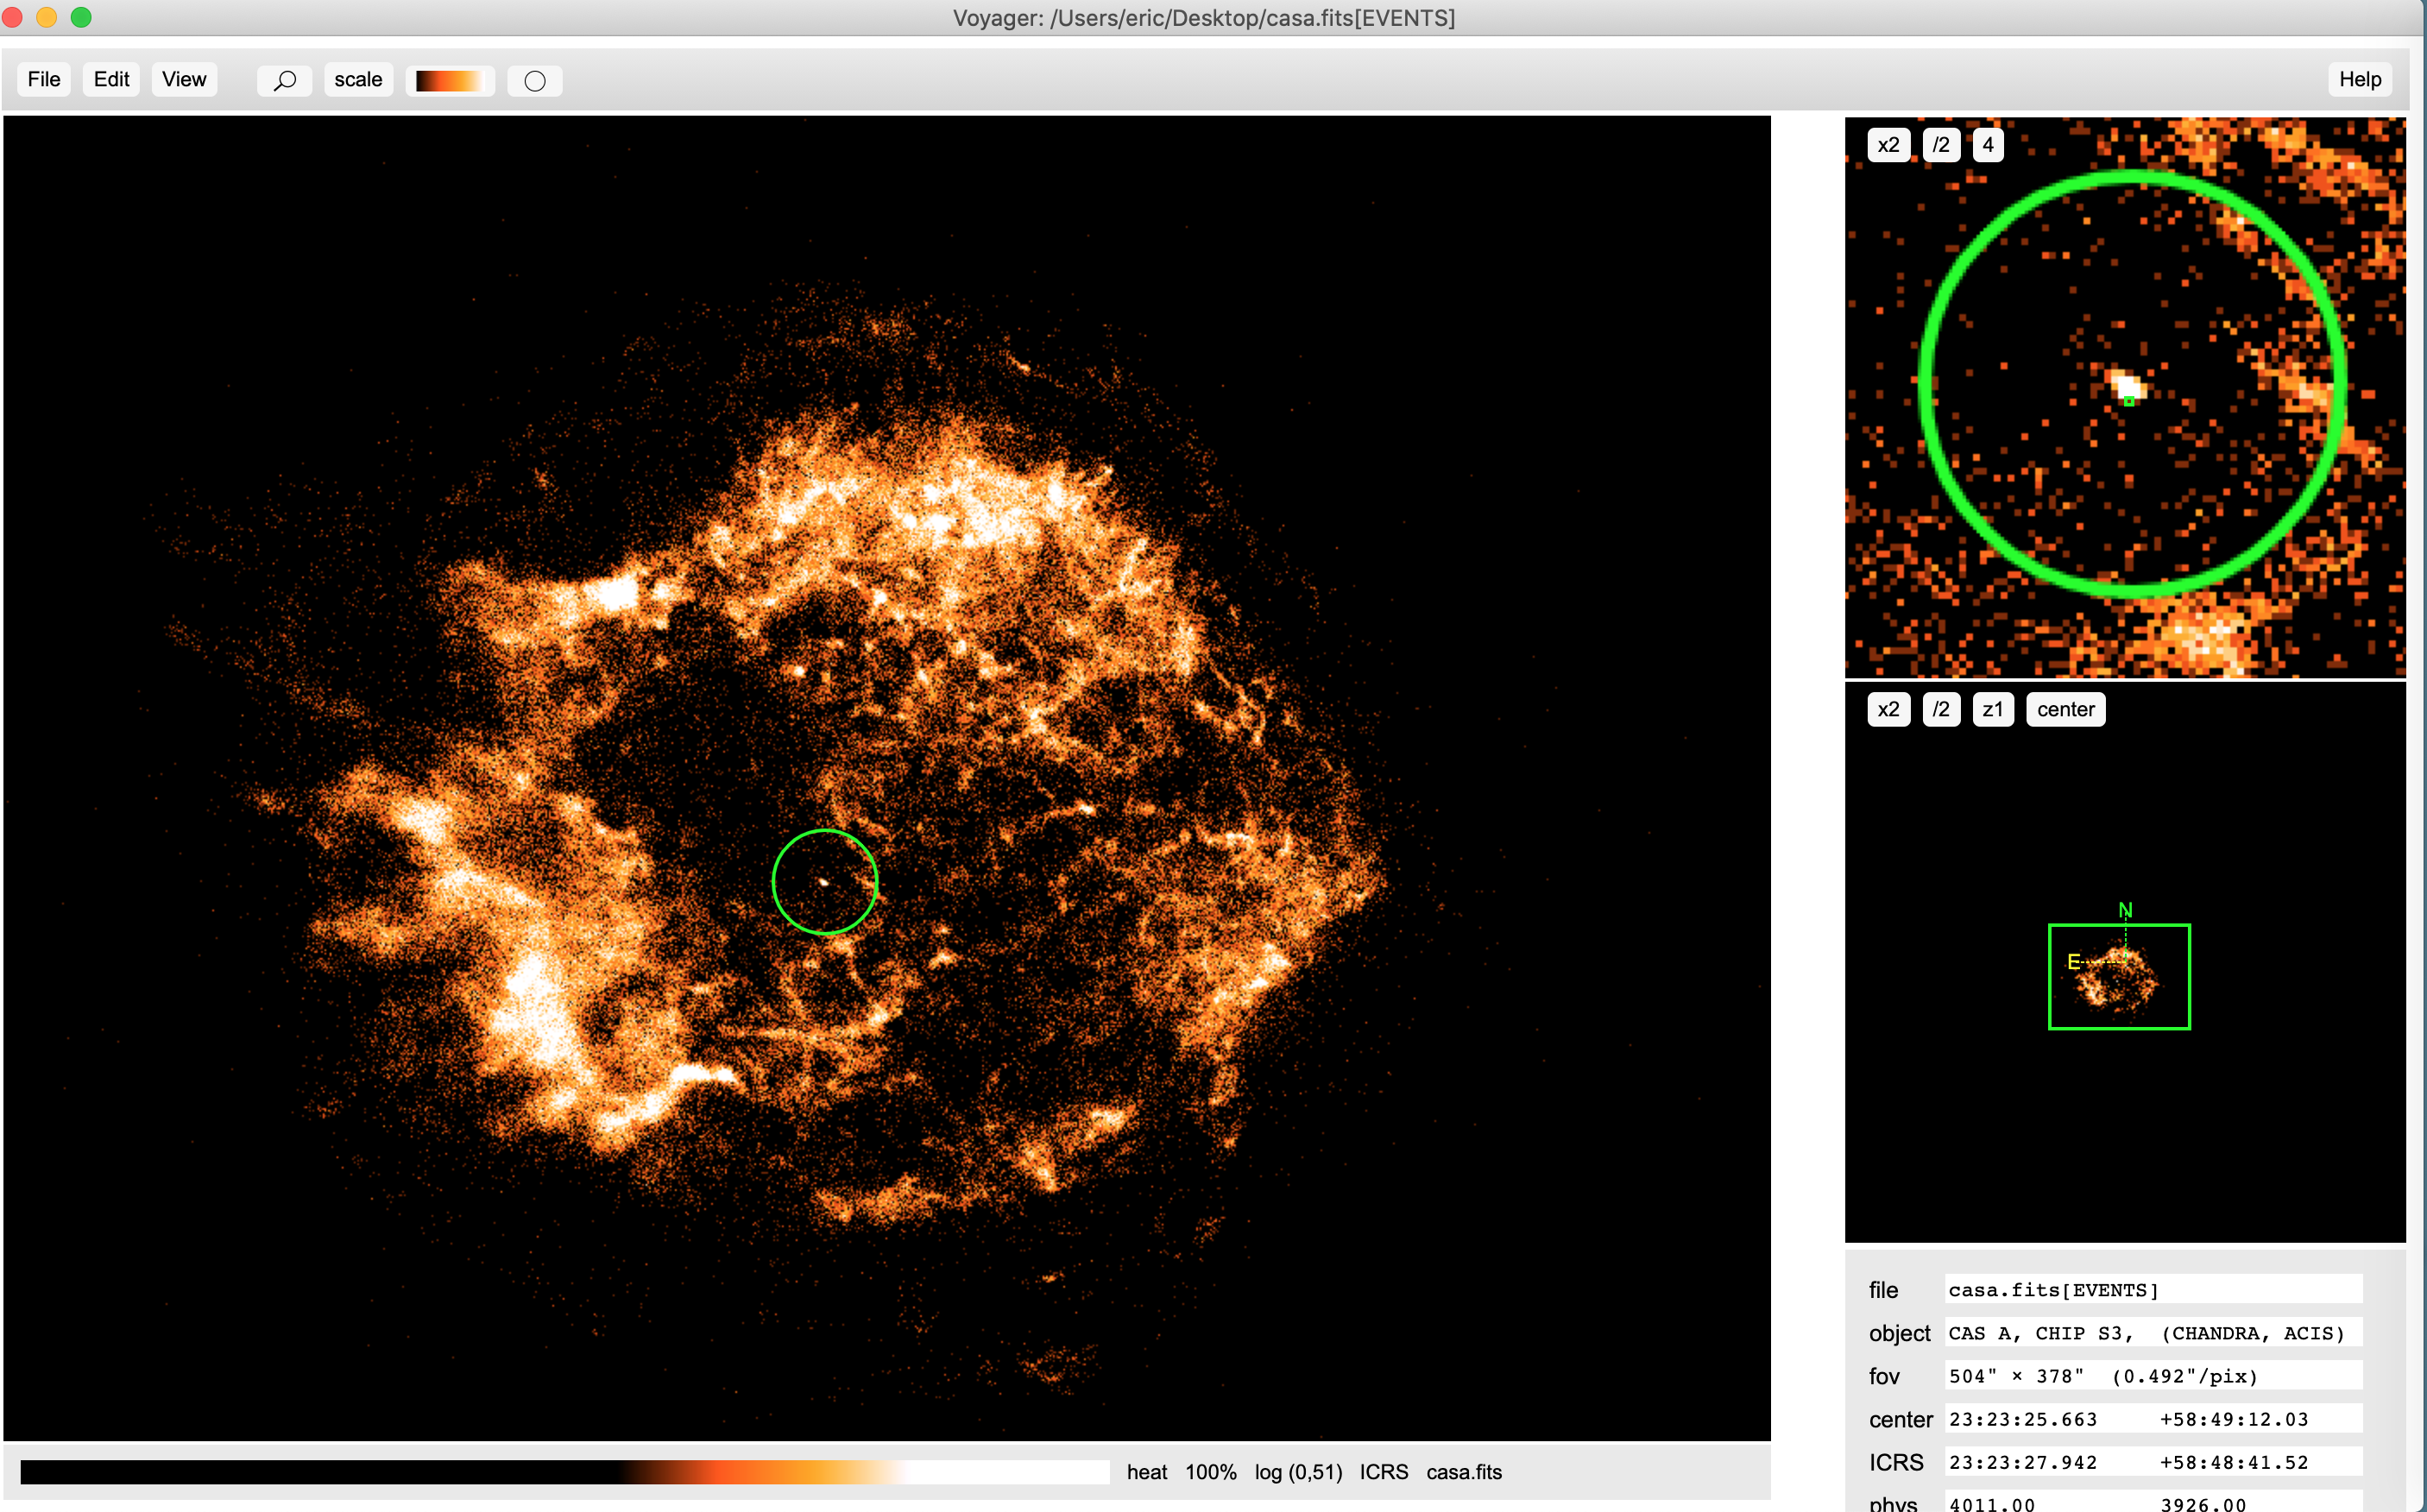 Voyager: /Users/eric/Desktop/casa.fits[EVENTS]
File Edit View scale Help
x2 /2 4
x2 /2 z1 center
N
E
file casa.fits[EVENTS]
object CAS A, CHIP S3, (CHANDRA, ACIS)
fov 504" × 378" (0.492"/pix)
center 23:23:25.663 +58:49:12.03
ICRS 23:23:27.942 +58:48:41.52
phys 4011.00 3926.00
heat 100% log (0,51) ICRS casa.fits